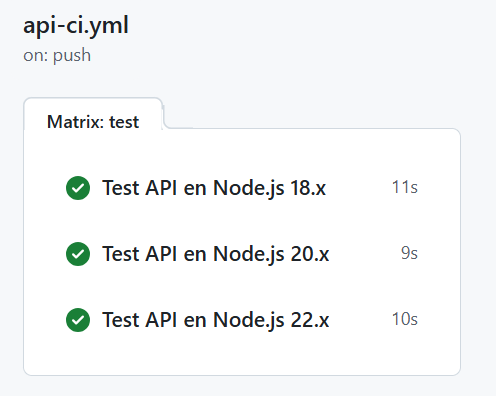 api-ci.yml
on: push
Matrix: test
Test API en Node.js 18.x 11s
Test API en Node.js 20.x 9s
Test API en Node.js 22.x 10s